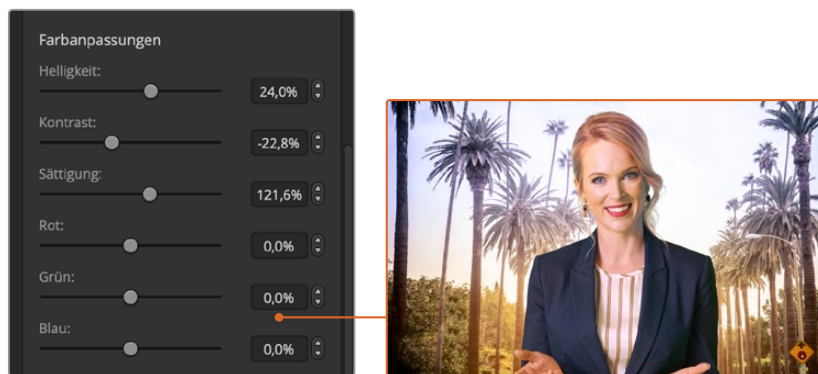 Farbanpassungen
Helligkeit:
24,0%
Kontrast:
-22,8%
Sättigung:
121,6%
Rot:
0,0%
Grün:
0,0%
Blau:
0,0%